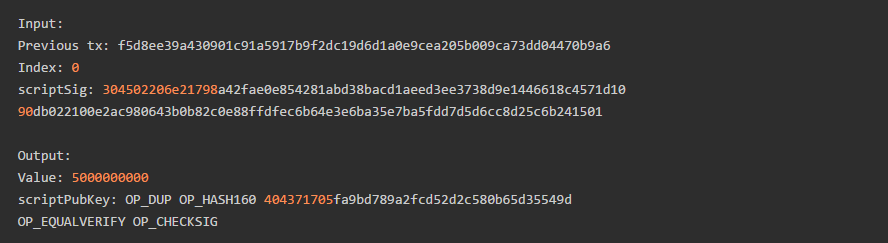 Input:
Previous tx: f5d8ee39a430901c91a5917b9f2dc19d6d1a0e9cea205b009ca73dd04470b9a6
Index: 0
scriptSig: 304502206e21798a42fae0e854281abd38bacd1aeed3ee3738d9e1446618c4571d10
90db022100e2ac980643b0b82c0e88ffdfec6b64e3e6ba35e7ba5fdd7d5d6cc8d25c6b241501
Output:
Value: 5000000000
scriptPubKey: OP_DUP OP_HASH160 404371705fa9bd789a2fcd52d2c580b65d35549d
OP_EQUALVERIFY OP_CHECKSIG